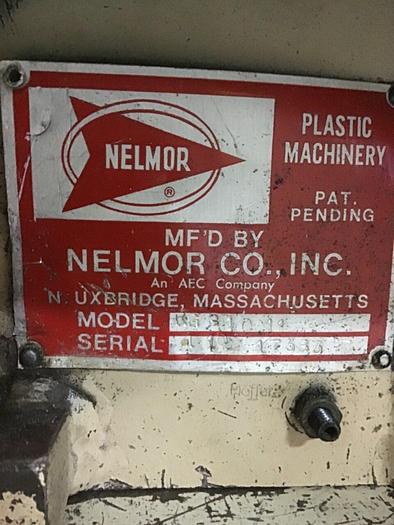 NELMOR
®
PLASTIC
MACHINERY
PAT.
PENDING
MF'D BY
NELMOR CO., INC.
An AEC Company
N. UXBRIDGE, MASSACHUSETTS
MODEL
SERIAL